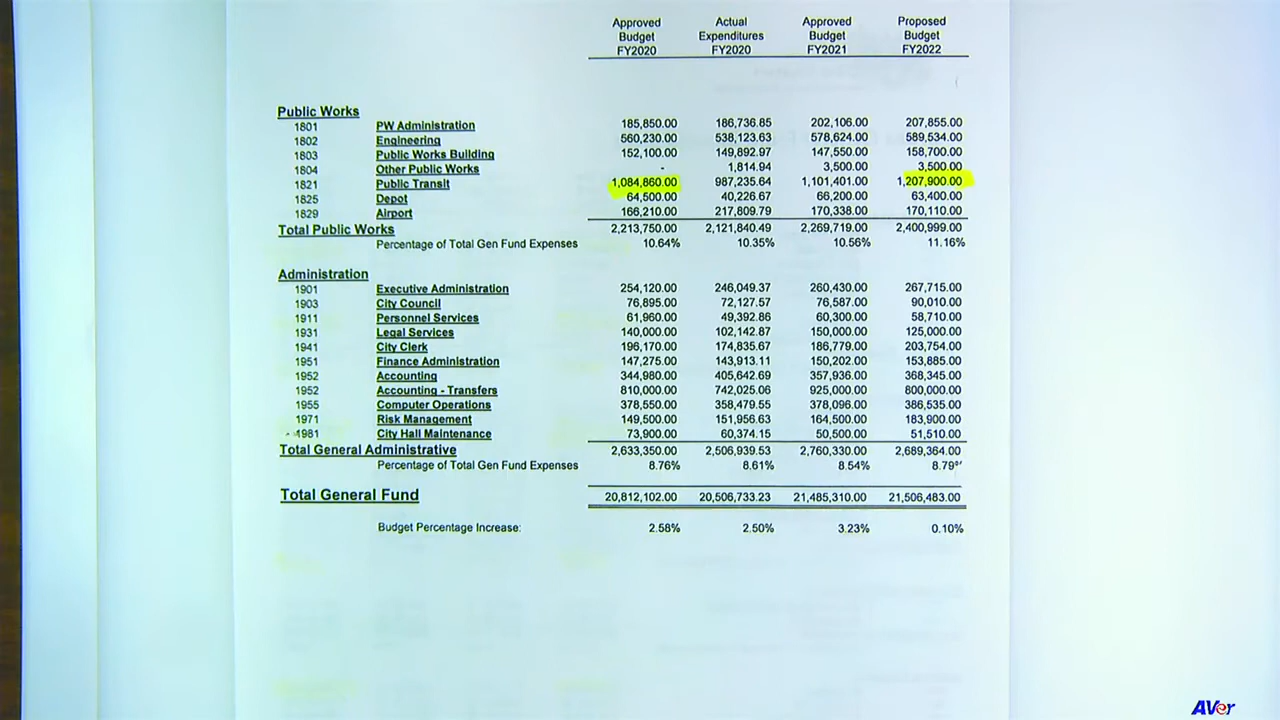 Approved Actual Approved Proposed
Budget Expenditures Budget Budget
FY2020 FY2020 FY2021 FY2022
Public Works
1801 PW Administration 185,850.00 186,736.85 202,106.00 207,855.00
1802 Engineering 560,230.00 538,123.63 578,624.00 589,534.00
1803 Public Works Building 152,100.00 149,892.97 147,550.00 158,700.00
1804 Other Public Works - 1,814.94 3,500.00 3,500.00
1821 Public Transit 1,084,860.00 987,235.64 1,101,401.00 1,207,900.00
1825 Depot 64,500.00 40,226.67 66,200.00 63,400.00
1829 Airport 166,210.00 217,809.79 170,338.00 170,110.00
Total Public Works 2,213,750.00 2,121,840.49 2,269,719.00 2,400,999.00
Percentage of Total Gen Fund Expenses 10.64% 10.35% 10.56% 11.16%
Administration
1901 Executive Administration 254,120.00 246,049.37 260,430.00 267,715.00
1903 City Council 76,895.00 72,127.57 76,587.00 90,010.00
1911 Personnel Services 61,960.00 49,392.86 60,300.00 58,710.00
1931 Legal Services 140,000.00 102,142.87 150,000.00 125,000.00
1941 City Clerk 196,170.00 174,835.67 186,779.00 203,754.00
1951 Finance Administration 147,275.00 143,913.11 150,202.00 153,885.00
1952 Accounting 344,980.00 405,642.69 357,936.00 368,345.00
1952 Accounting - Transfers 810,000.00 742,025.06 925,000.00 800,000.00
1955 Computer Operations 378,550.00 358,479.55 378,096.00 386,535.00
1971 Risk Management 149,500.00 151,956.63 164,500.00 183,900.00
1981 City Hall Maintenance 73,900.00 60,374.15 50,500.00 51,510.00
Total General Administrative 2,633,350.00 2,506,939.53 2,760,330.00 2,689,364.00
Percentage of Total Gen Fund Expenses 8.76% 8.61% 8.54% 8.79%
Total General Fund 20,812,102.00 20,506,733.23 21,485,310.00 21,506,483.00
Budget Percentage Increase: 2.58% 2.50% 3.23% 0.10%
AVer